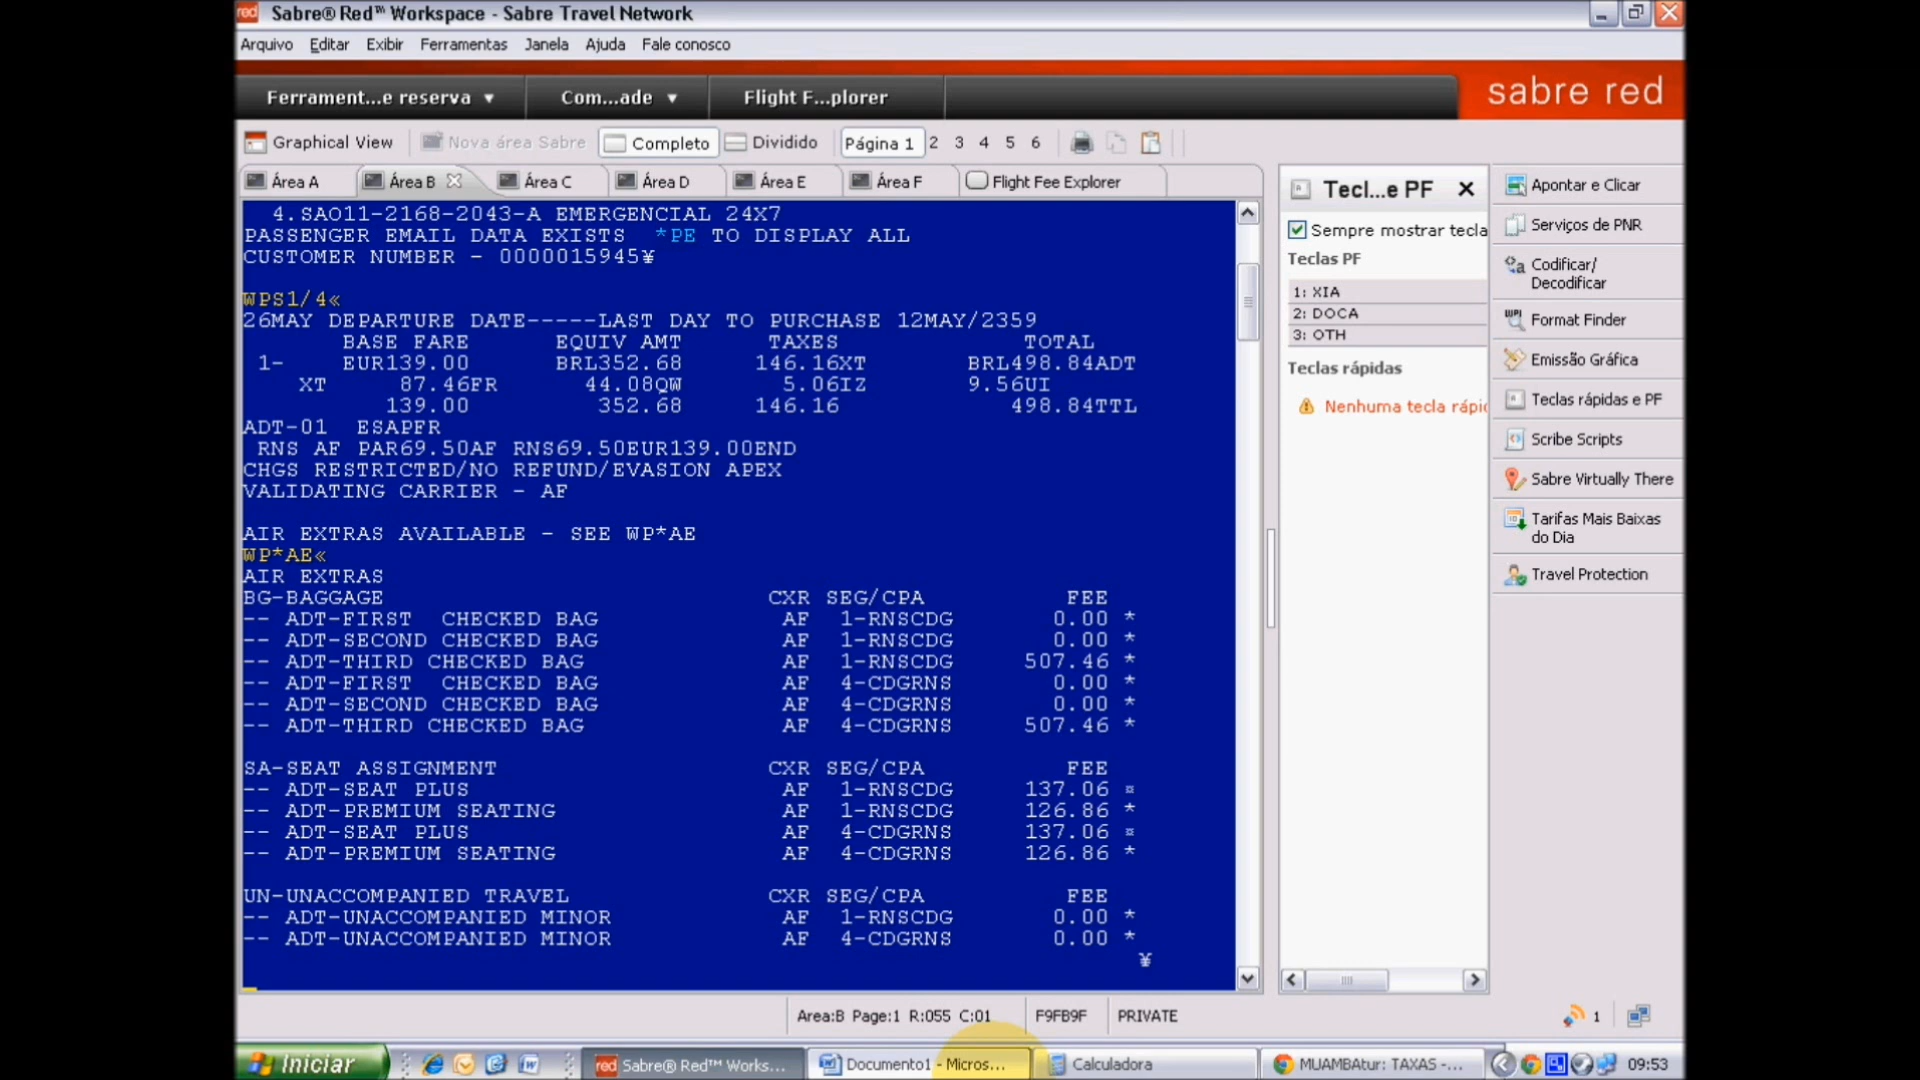 red Sabre® Red™ Workspace - Sabre Travel Network
Arquivo Editar Exibir Ferramentas Janela Ajuda Fale conosco
Ferrament...e reserva Com...ade Flight F...plorer sabre red
Graphical View Nova área Sabre Completo Dividido Página 1 2 3 4 5 6
Área A Área B Área C Área D Área E Área F Flight Fee Explorer
4.SAO11-2168-2043-A EMERGENCIAL 24X7
PASSENGER EMAIL DATA EXISTS *PE TO DISPLAY ALL
CUSTOMER NUMBER - 0000015945¥
WPS1/4«
26MAY DEPARTURE DATE-----LAST DAY TO PURCHASE 12MAY/2359
BASE FARE EQUIV AMT TAXES TOTAL
1- EUR139.00 BRL352.68 146.16XT BRL498.84ADT
XT 87.46FR 44.08QW 5.06IZ 9.56UI
139.00 352.68 146.16 498.84TTL
ADT-01 ESAPFR
RNS AF PAR69.50AF RNS69.50EUR139.00END
CHGS RESTRICTED/NO REFUND/EVASION APEX
VALIDATING CARRIER - AF
AIR EXTRAS AVAILABLE - SEE WP*AE
WP*AE«
AIR EXTRAS
BG-BAGGAGE CXR SEG/CPA FEE
-- ADT-FIRST CHECKED BAG AF 1-RNSCDG 0.00 *
-- ADT-SECOND CHECKED BAG AF 1-RNSCDG 0.00 *
-- ADT-THIRD CHECKED BAG AF 1-RNSCDG 507.46 *
-- ADT-FIRST CHECKED BAG AF 4-CDGRNS 0.00 *
-- ADT-SECOND CHECKED BAG AF 4-CDGRNS 0.00 *
-- ADT-THIRD CHECKED BAG AF 4-CDGRNS 507.46 *
SA-SEAT ASSIGNMENT CXR SEG/CPA FEE
-- ADT-SEAT PLUS AF 1-RNSCDG 137.06 ¤
-- ADT-PREMIUM SEATING AF 1-RNSCDG 126.86 *
-- ADT-SEAT PLUS AF 4-CDGRNS 137.06 ¤
-- ADT-PREMIUM SEATING AF 4-CDGRNS 126.86 *
UN-UNACCOMPANIED TRAVEL CXR SEG/CPA FEE
-- ADT-UNACCOMPANIED MINOR AF 1-RNSCDG 0.00 *
-- ADT-UNACCOMPANIED MINOR AF 4-CDGRNS 0.00 *
¥
Tecl...e PF
Sempre mostrar tecla
Teclas PF
1: XIA
2: DOCA
3: OTH
Teclas rápidas
Nenhuma tecla rápi
Apontar e Clicar
Serviços de PNR
Codificar/
Decodificar
Format Finder
Emissão Gráfica
Teclas rápidas e PF
Scribe Scripts
Sabre Virtually There
Tarifas Mais Baixas
do Dia
Travel Protection
Area:B Page:1 R:055 C:01 F9FB9F PRIVATE 1
Iniciar red Sabre® Red™ Works... Documento1 - Micros... Calculadora MUAMBAtur: TAXAS -... 09:53